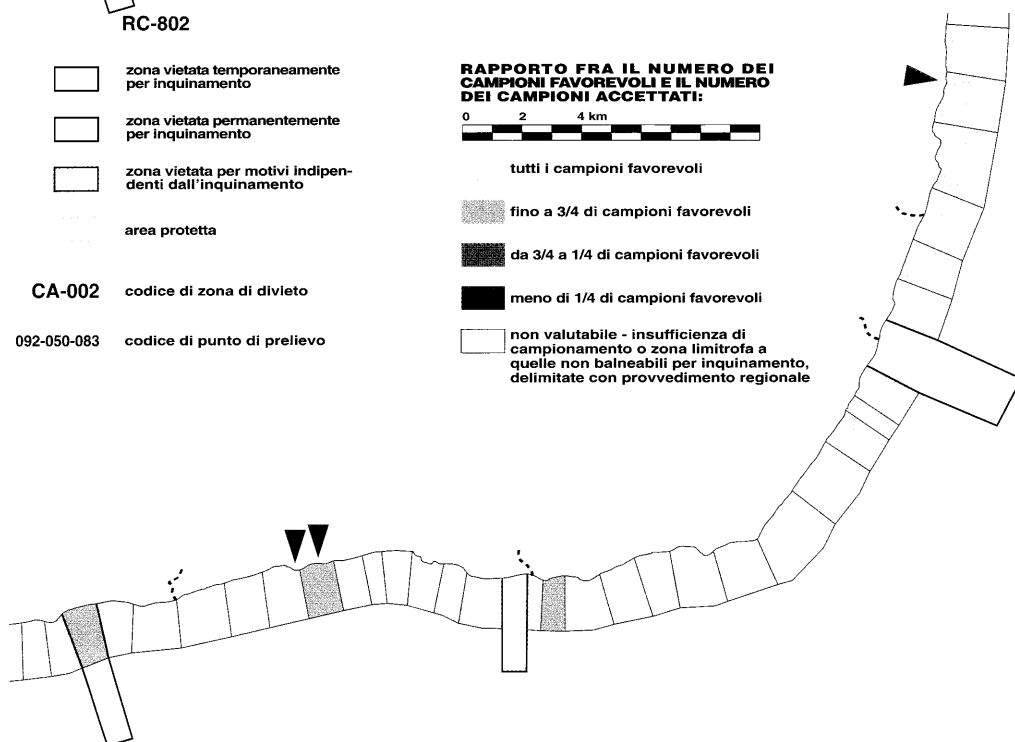 RC-802
zona vietata temporaneamente
per inquinamento
zona vietata permanentemente
per inquinamento
zona vietata per motivi indipen-
denti dall'inquinamento
area protetta
CA-002 codice di zona di divieto
092-050-083 codice di punto di prelievo
RAPPORTO FRA IL NUMERO DEI
CAMPIONI FAVOREVOLI E IL NUMERO
DEI CAMPIONI ACCETTATI:
0 2 4 km
tutti i campioni favorevoli
fino a 3/4 di campioni favorevoli
da 3/4 a 1/4 di campioni favorevoli
meno di 1/4 di campioni favorevoli
non valutabile - insufficienza di
campionamento o zona limitrofa a
quelle non balneabili per inquinamento,
delimitate con provvedimento regionale